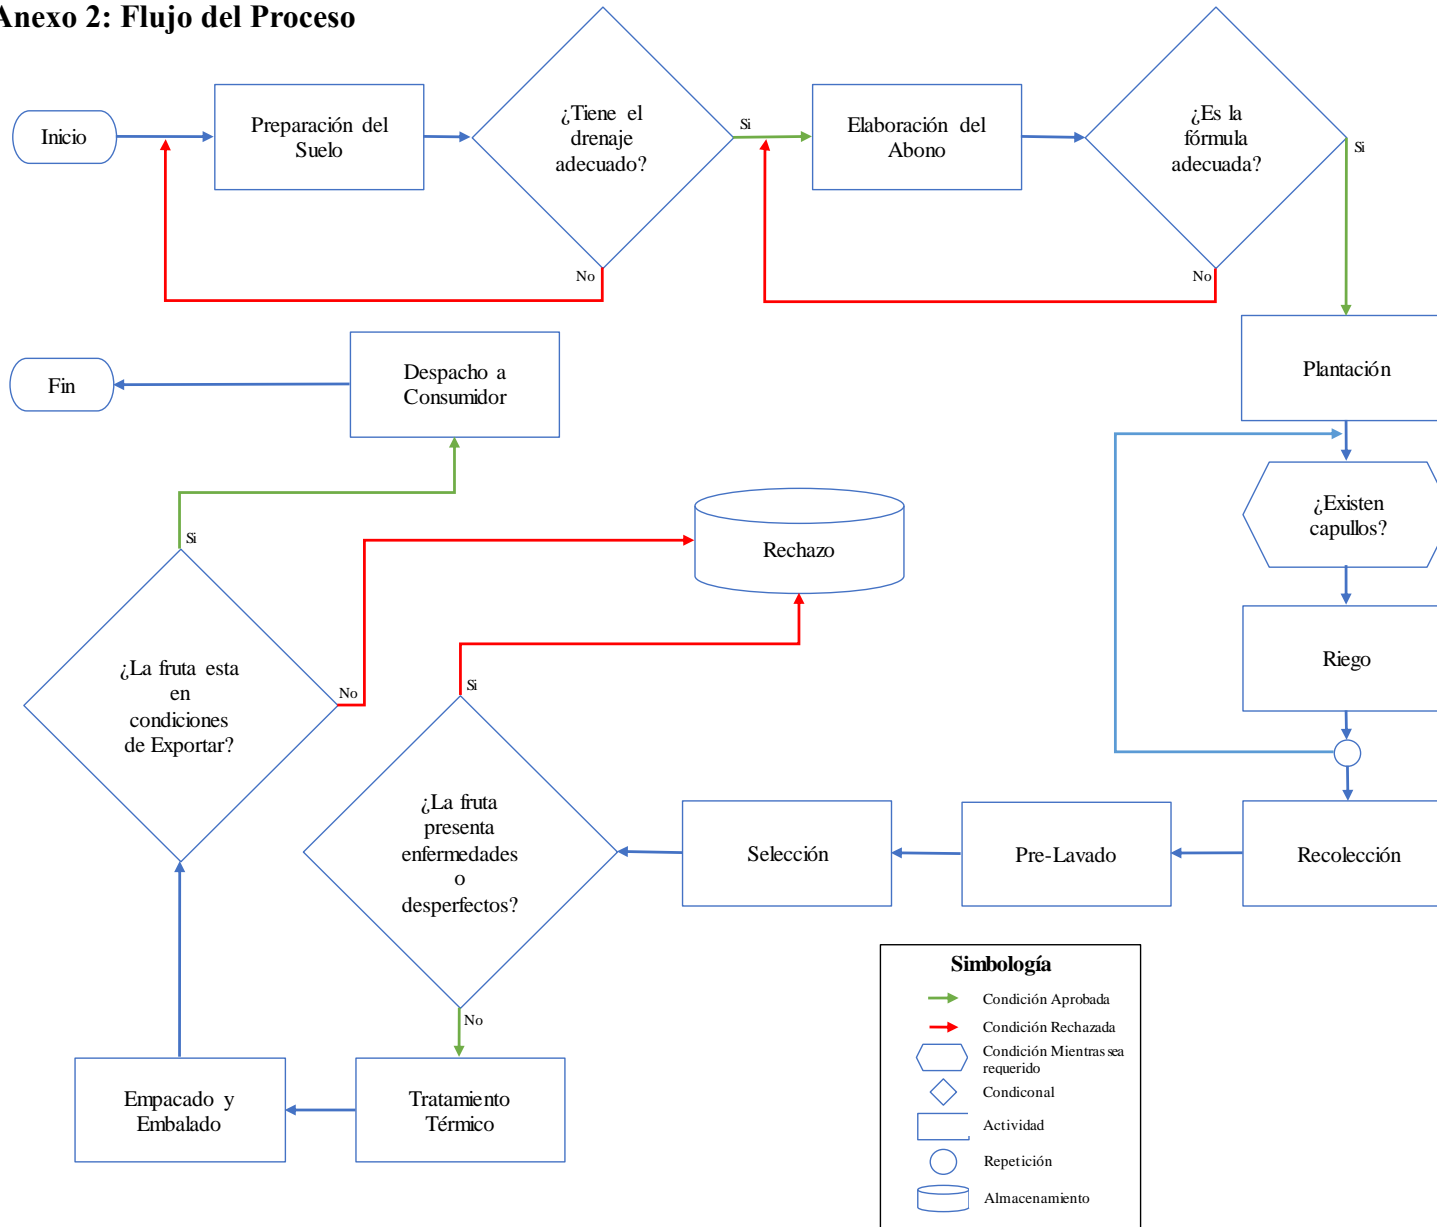 Anexo 2: Flujo del Proceso
Inicio
Preparación del
Suelo
¿Tiene el
drenaje
adecuado?
Si
No
Elaboración del
Abono
¿Es la
fórmula
adecuada?
Si
No
Plantación
¿Existen
capullos?
Riego
Recolección
Pre-Lavado
Selección
¿La fruta
presenta
enfermedades
o
desperfectos?
Si
No
Rechazo
Tratamiento
Térmico
Empacado y
Embalado
¿La fruta esta
en
condiciones
de Exportar?
Si
No
Despacho a
Consumidor
Fin
Simbología
Condición Aprobada
Condición Rechazada
Condición Mientras sea
requerido
Condiconal
Actividad
Repetición
Almacenamiento